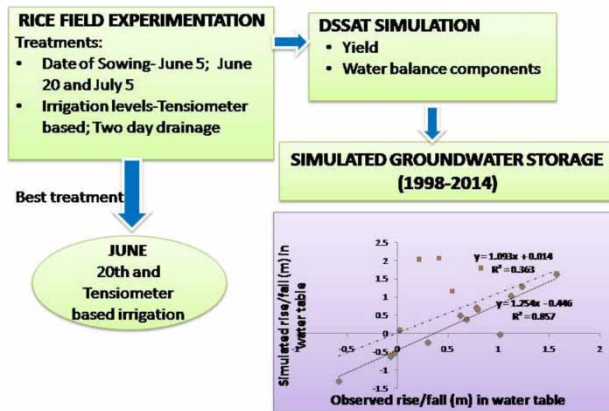 RICE FIELD EXPERIMENTATION
Treatments:
• Date of Sowing- June 5; June
20 and July 5
• Irrigation levels-Tensiometer
based; Two day drainage
DSSAT SIMULATION
• Yield
• Water balance components
SIMULATED GROUNDWATER STORAGE
(1998-2014)
Best treatment
JUNE
20th and
Tensiometer
based irrigation
Simulated rise/fall (m) in
water table
2.5
2
1.5
1
0.5
0
-0.5
-1
-1.5
-1
-0.5
0
0.5
1
1.5
2
y = 1.093x + 0.014
R² = 0.363
y = 1.254x - 0.446
R² = 0.857
Observed rise/fall (m) in water table